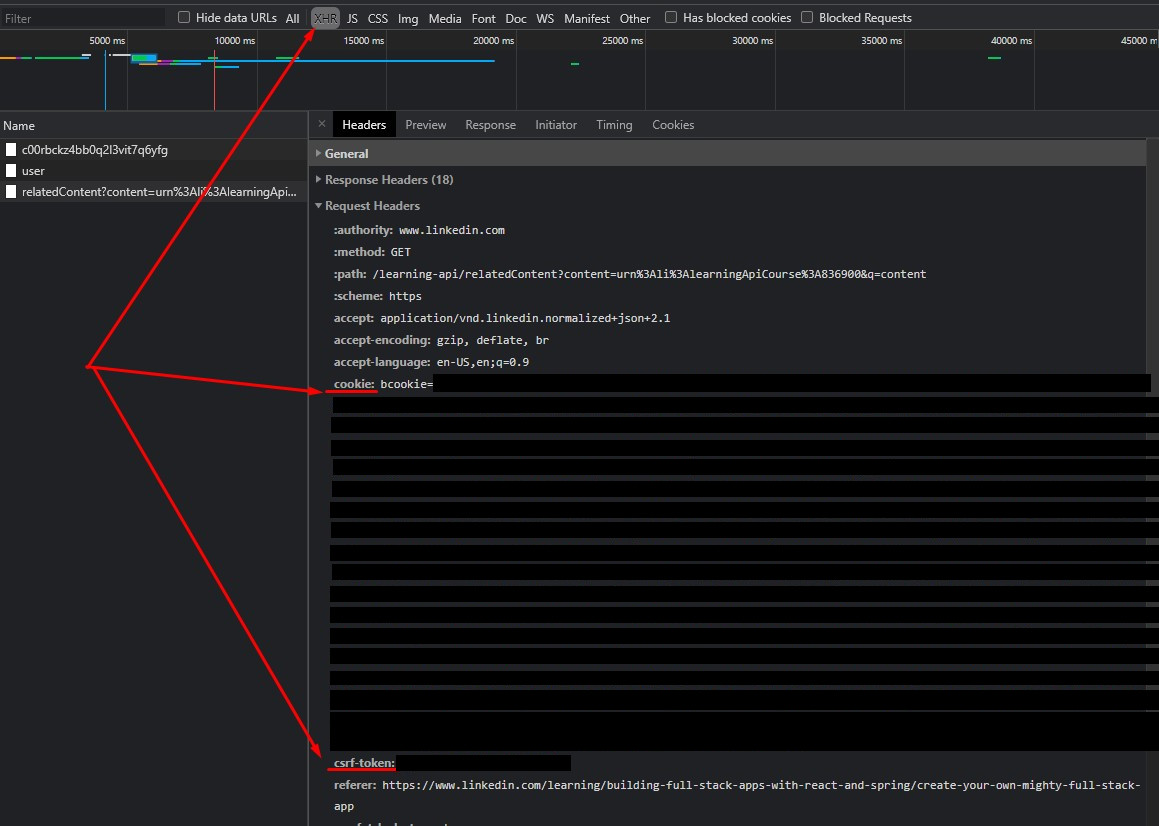 Filter Hide data URLs All XHR JS CSS Img Media Font Doc WS Manifest Other Has blocked cookies Blocked Requests
5000 ms 10000 ms 15000 ms 20000 ms 25000 ms 30000 ms 35000 ms 40000 ms 45000 m
Name
× Headers Preview Response Initiator Timing Cookies
c00rbckz4bb0q2l3vit7q6yfg
user
relatedContent?content=urn%3Ali%3AlearningApi...
General
Response Headers (18)
Request Headers
:authority: www.linkedin.com
:method: GET
:path: /learning-api/relatedContent?content=urn%3Ali%3AlearningApiCourse%3A836900&q=content
:scheme: https
accept: application/vnd.linkedin.normalized+json+2.1
accept-encoding: gzip, deflate, br
accept-language: en-US,en;q=0.9
cookie: bcookie=
csrf-token:
referer: https://www.linkedin.com/learning/building-full-stack-apps-with-react-and-spring/create-your-own-mighty-full-stack-
app